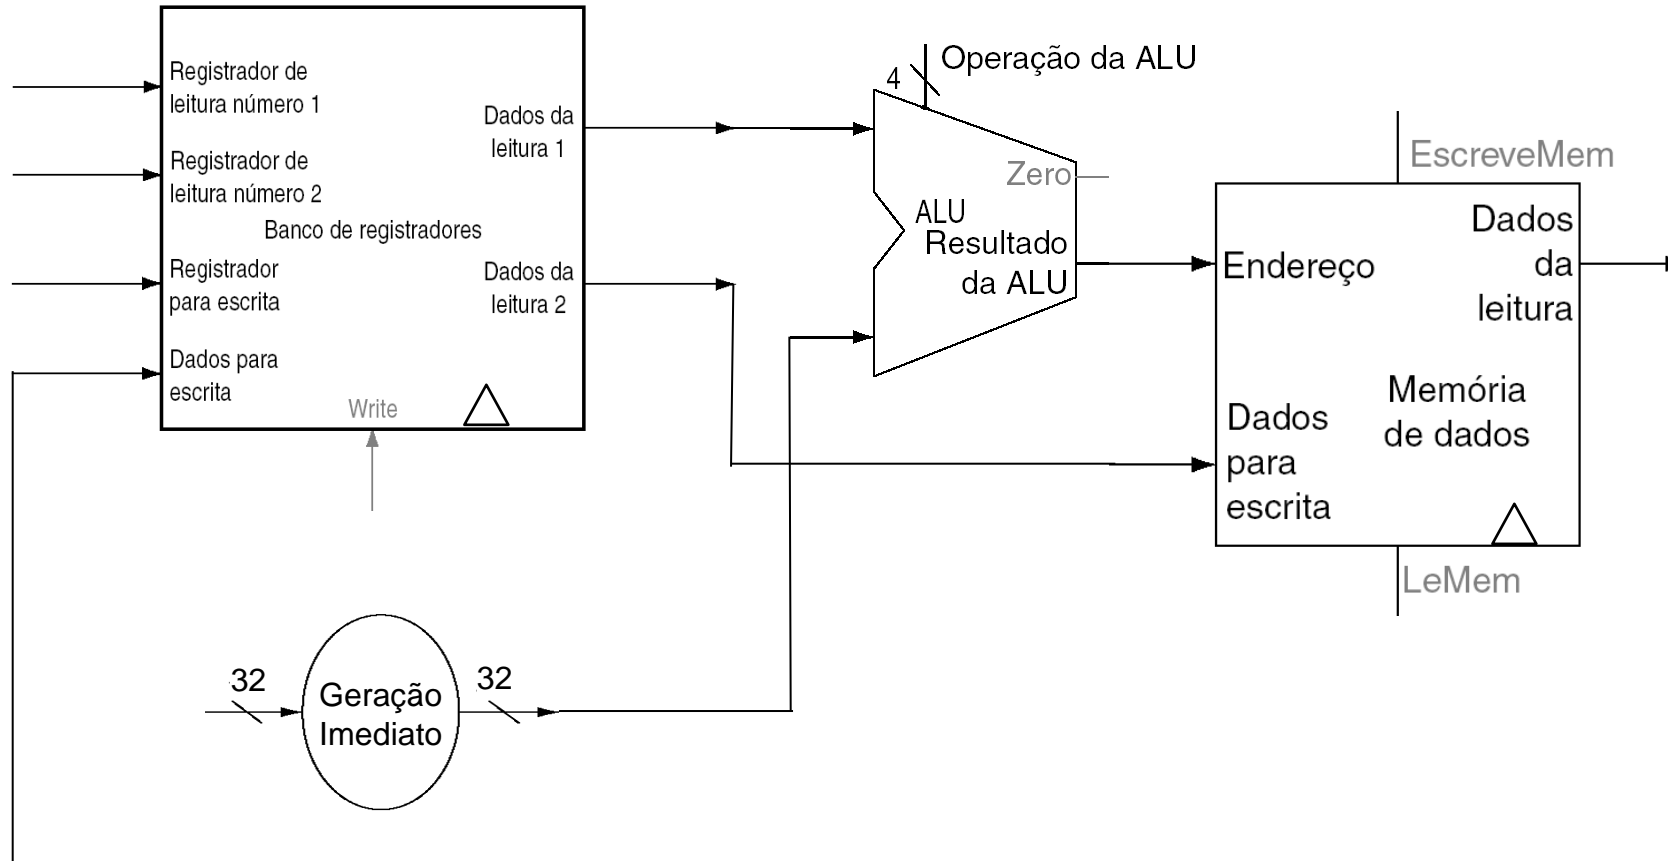 Registrador de
leitura número 1
Registrador de
leitura número 2
Banco de registradores
Registrador
para escrita
Dados para
escrita
Write
Dados da
leitura 1
Dados da
leitura 2
4
Operação da ALU
Zero
ALU
Resultado
da ALU
EscreveMem
Endereço
Dados
da
leitura
Memória
de dados
Dados
para
escrita
LeMem
32
Geração
Imediato
32